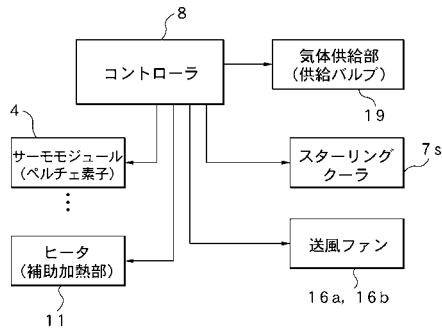 8
コントローラ
気体供給部
(供給バルブ)
19
4
サーモモジュール
(ペルチェ素子)
スターリング
クーラ
7s
ヒータ
(補助加熱部)
11
送風ファン
16a, 16b